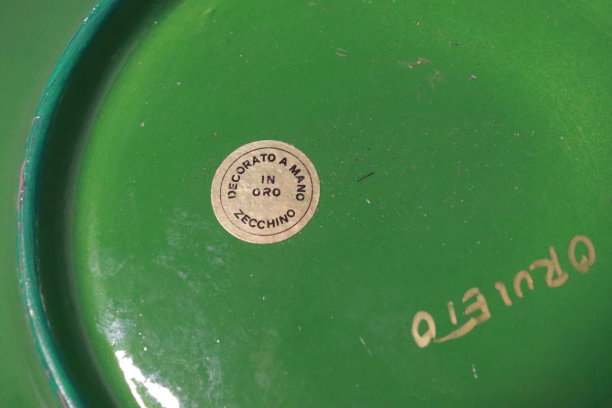 DECORATO A MANO
IN
ORO
ZECCHINO
ORVIETO